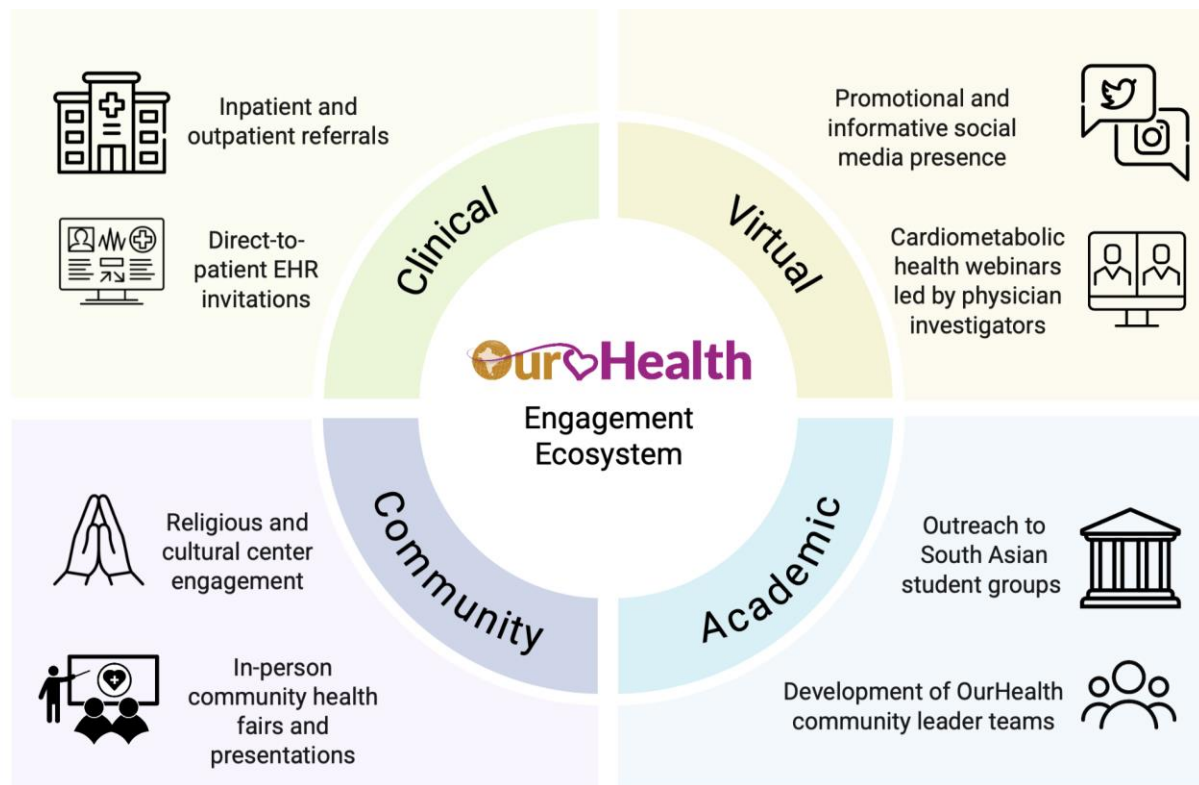 Inpatient and
outpatient referrals
Direct-to-
patient EHR
invitations
Clinical
Promotional and
informative social
media presence
Cardiometabolic
health webinars
led by physician
investigators
Virtual
OurHealth
Engagement
Ecosystem
Religious and
cultural center
engagement
In-person
community health
fairs and
presentations
Community
Outreach to
South Asian
student groups
Development of OurHealth
community leader teams
Academic